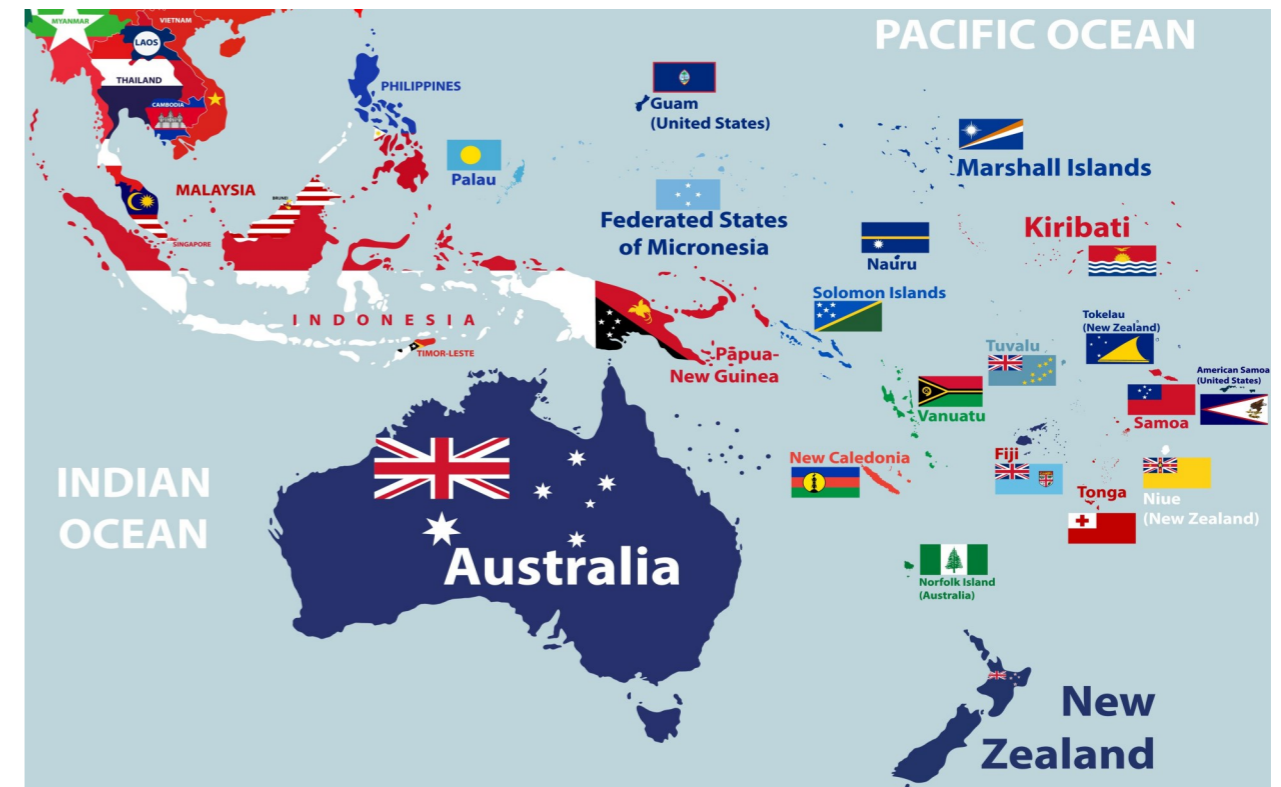 MYANMAR
VIETNAM
LAOS
THAILAND
CAMBODIA
PHILIPPINES
PACIFIC OCEAN
Guam
(United States)
Palau
Marshall Islands
MALAYSIA
BRUNEI
SINGAPORE
Federated States
of Micronesia
Kiribati
Nauru
Solomon Islands
INDONESIA
TIMOR-LESTE
Papua-
New Guinea
Tokelau
(New Zealand)
Tuvalu
American Samoa
(United States)
Samoa
Vanuatu
New Caledonia
Fiji
Tonga
Niue
(New Zealand)
INDIAN
OCEAN
Australia
Norfolk Island
(Australia)
New
Zealand